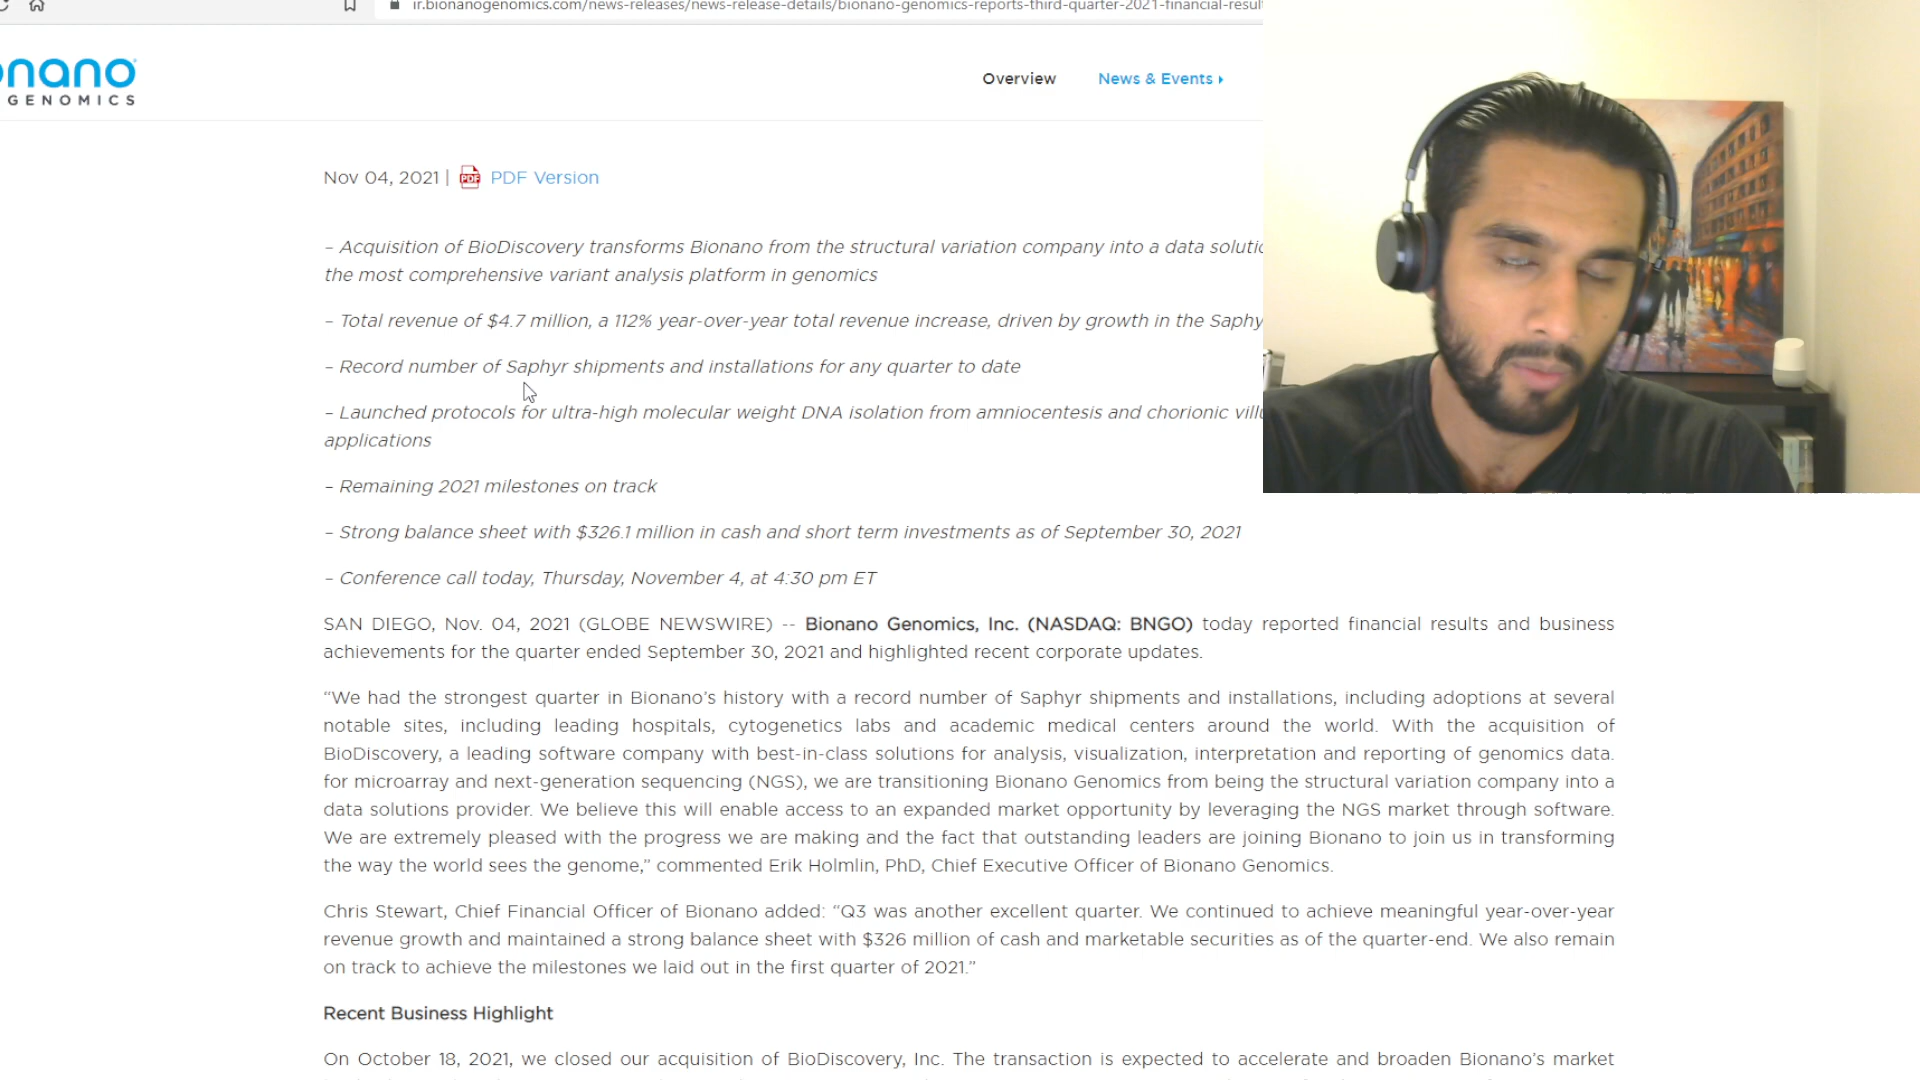 ir.bionanogenomics.com/news-releases/news-release-details/bionano-genomics-reports-third-quarter-2021-financial-resul
nano
GENOMICS
Overview News & Events
Nov 04, 2021 | PDF PDF Version
– Acquisition of BioDiscovery transforms Bionano from the structural variation company into a data solutio
the most comprehensive variant analysis platform in genomics
– Total revenue of $4.7 million, a 112% year-over-year total revenue increase, driven by growth in the Saphy
– Record number of Saphyr shipments and installations for any quarter to date
– Launched protocols for ultra-high molecular weight DNA isolation from amniocentesis and chorionic villu
applications
– Remaining 2021 milestones on track
– Strong balance sheet with $326.1 million in cash and short term investments as of September 30, 2021
– Conference call today, Thursday, November 4, at 4:30 pm ET
SAN DIEGO, Nov. 04, 2021 (GLOBE NEWSWIRE) -- Bionano Genomics, Inc. (NASDAQ: BNGO) today reported financial results and business
achievements for the quarter ended September 30, 2021 and highlighted recent corporate updates.
“We had the strongest quarter in Bionano’s history with a record number of Saphyr shipments and installations, including adoptions at several
notable sites, including leading hospitals, cytogenetics labs and academic medical centers around the world. With the acquisition of
BioDiscovery, a leading software company with best-in-class solutions for analysis, visualization, interpretation and reporting of genomics data.
for microarray and next-generation sequencing (NGS), we are transitioning Bionano Genomics from being the structural variation company into a
data solutions provider. We believe this will enable access to an expanded market opportunity by leveraging the NGS market through software.
We are extremely pleased with the progress we are making and the fact that outstanding leaders are joining Bionano to join us in transforming
the way the world sees the genome,” commented Erik Holmlin, PhD, Chief Executive Officer of Bionano Genomics.
Chris Stewart, Chief Financial Officer of Bionano added: “Q3 was another excellent quarter. We continued to achieve meaningful year-over-year
revenue growth and maintained a strong balance sheet with $326 million of cash and marketable securities as of the quarter-end. We also remain
on track to achieve the milestones we laid out in the first quarter of 2021.”
Recent Business Highlight
On October 18, 2021, we closed our acquisition of BioDiscovery, Inc. The transaction is expected to accelerate and broaden Bionano’s market